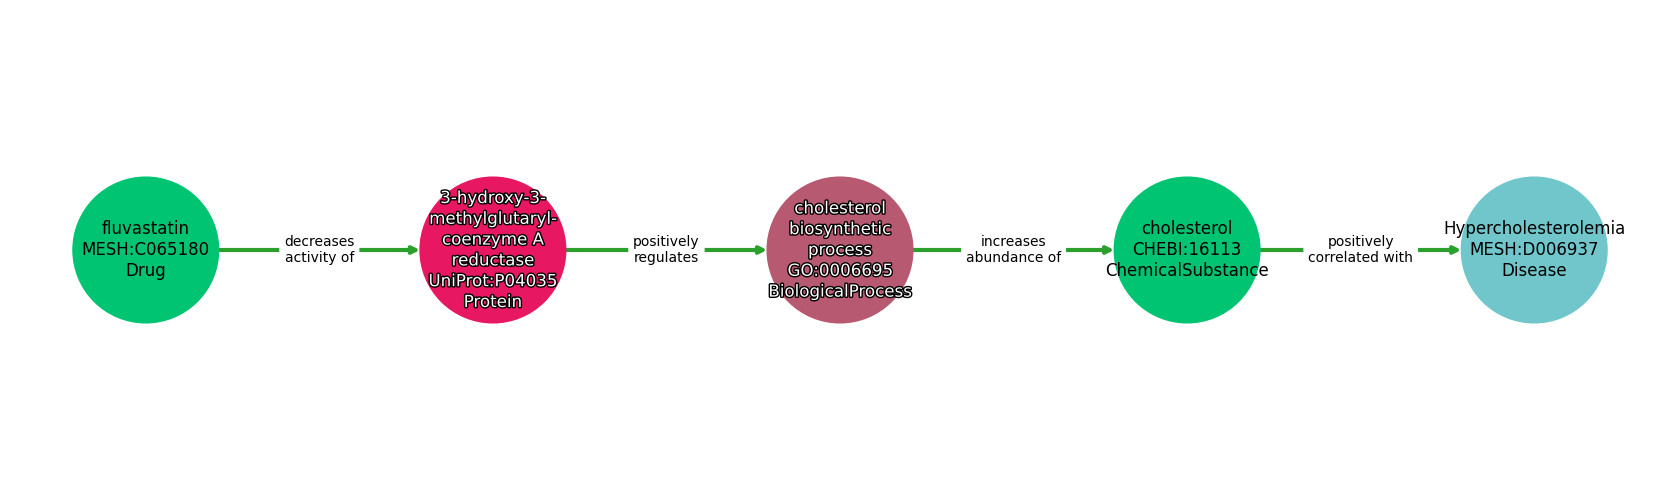 fluvastatin
MESH:C065180
Drug
decreases
activity of
3-hydroxy-3-
methylglutaryl-
coenzyme A
reductase
UniProt:P04035
Protein
positively
regulates
cholesterol
biosynthetic
process
GO:0006695
BiologicalProcess
increases
abundance of
cholesterol
CHEBI:16113
ChemicalSubstance
positively
correlated with
Hypercholesterolemia
MESH:D006937
Disease